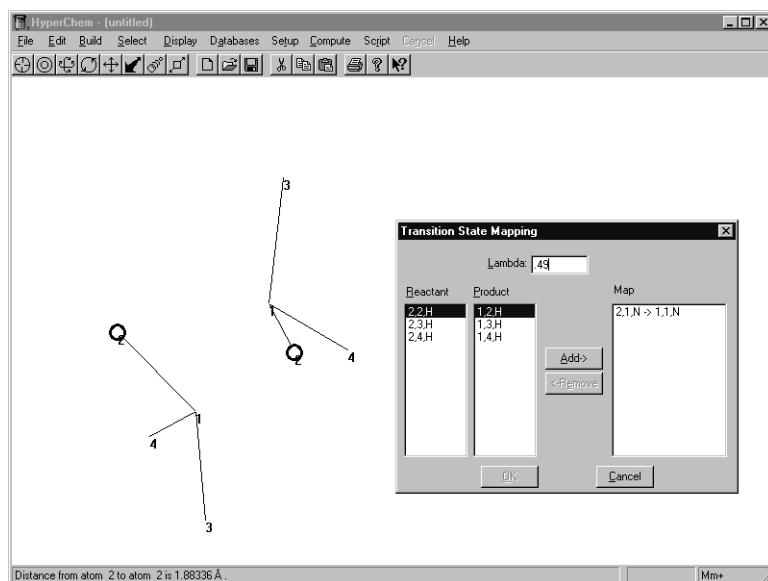 HyperChem - (untitled)
File Edit Build Select Display Databases Setup Compute Script Cancel Help
3
1
2
4
2
1
4
3
Transition State Mapping
Lambda: .49
Reactant Product Map
2,2,H 1,2,H 2,1,N -> 1,1,N
2,3,H 1,3,H
2,4,H 1,4,H
Add->
<-Remove
OK Cancel
Distance from atom 2 to atom 2 is 1.88336 Å.
Mm+